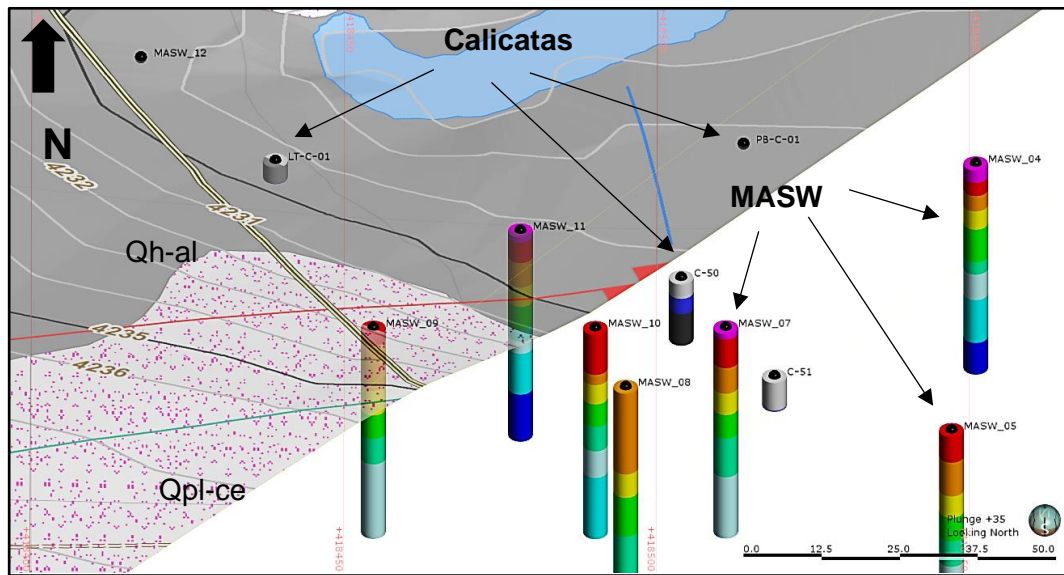 Calicatas
MASW_12
N
LT-C-01
PB-C-01
MASW_04
4232
4231
MASW
MASW_11
Qh-al
C-50
MASW_09
MASW_10
MASW_07
4235
4236
MASW_08
C-51
MASW_05
Qpl-ce
Plunge +35
Looking North
+418450
+418500
0.0 12.5 25.0 37.5 50.0